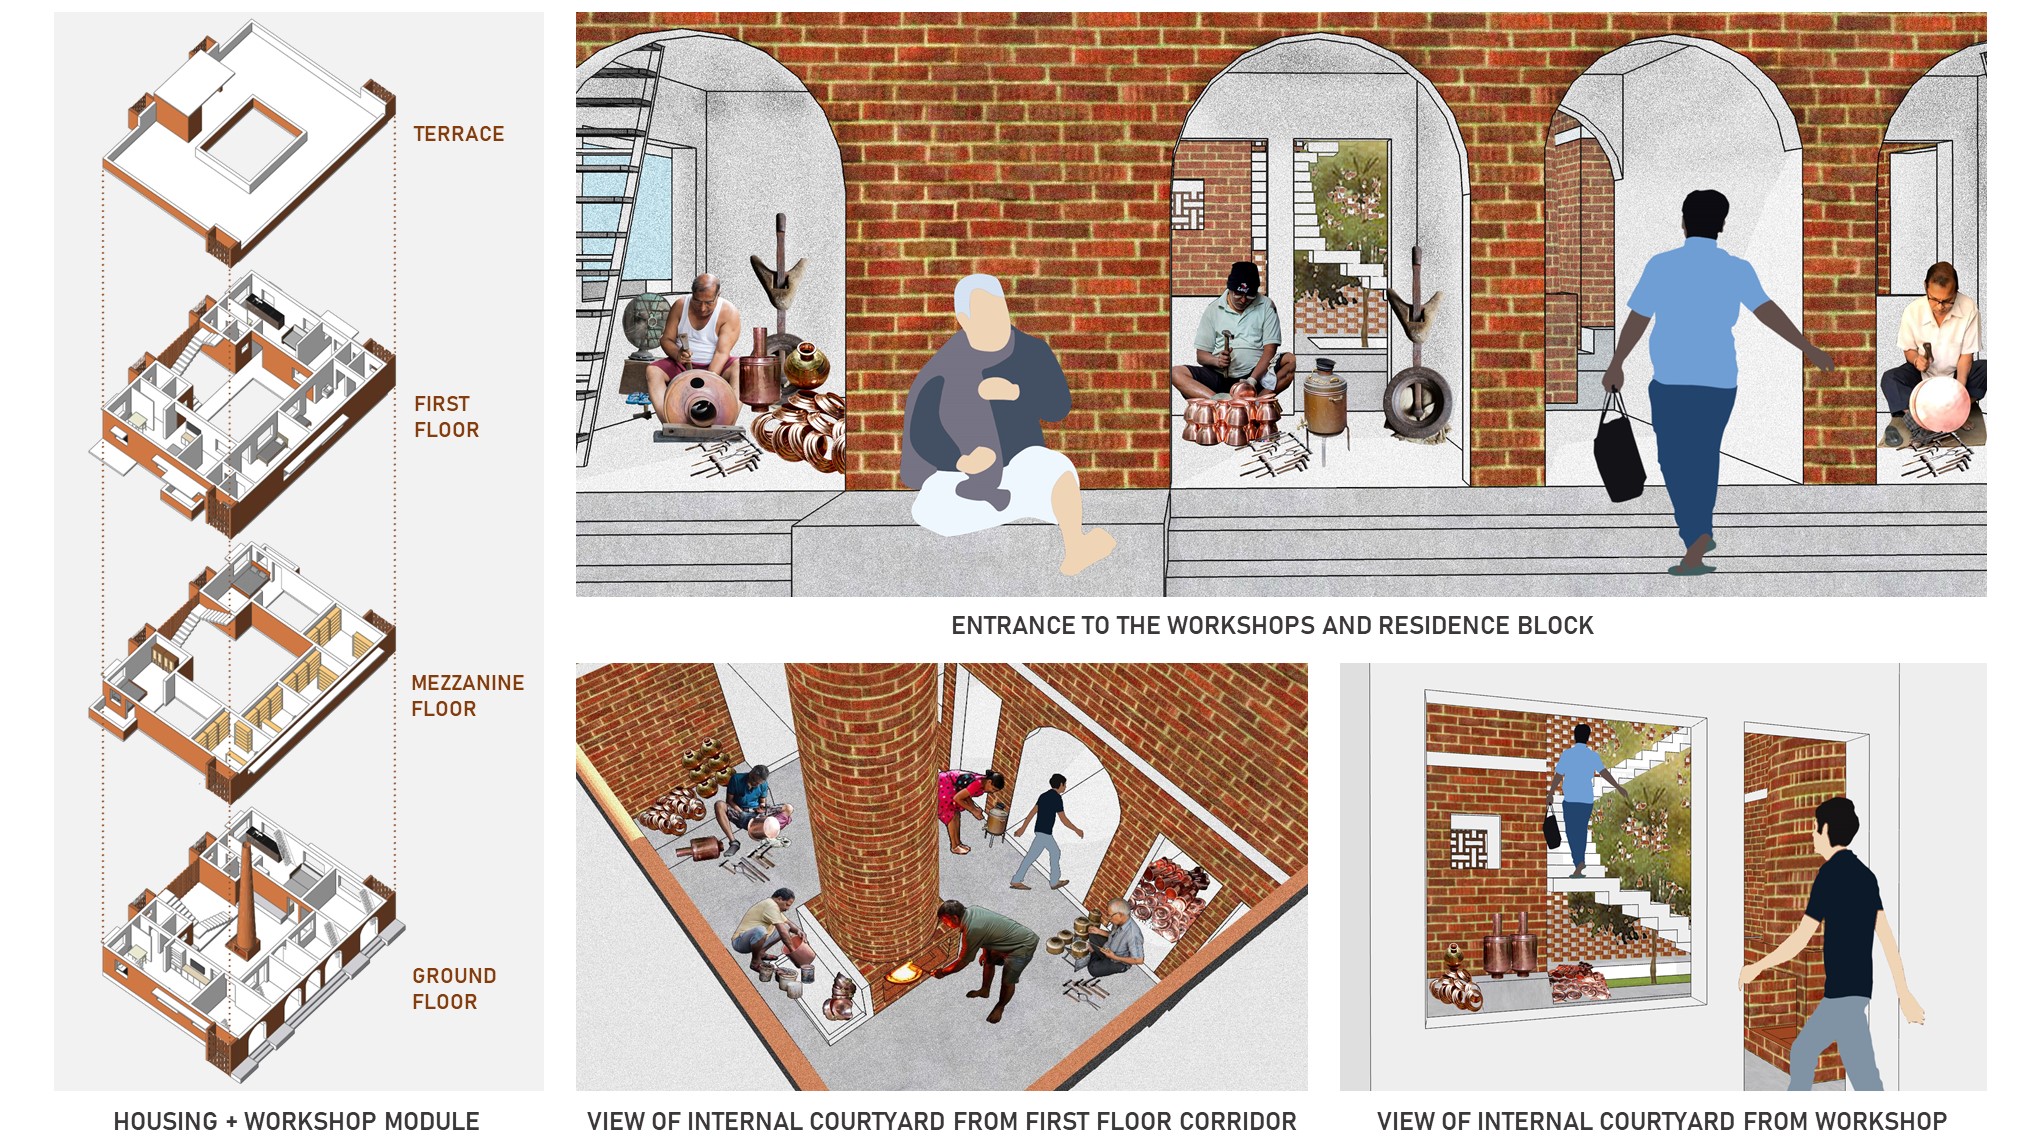 TERRACE
FIRST
FLOOR
MEZZANINE
FLOOR
GROUND
FLOOR
HOUSING + WORKSHOP MODULE
ENTRANCE TO THE WORKSHOPS AND RESIDENCE BLOCK
VIEW OF INTERNAL COURTYARD FROM FIRST FLOOR CORRIDOR
VIEW OF INTERNAL COURTYARD FROM WORKSHOP